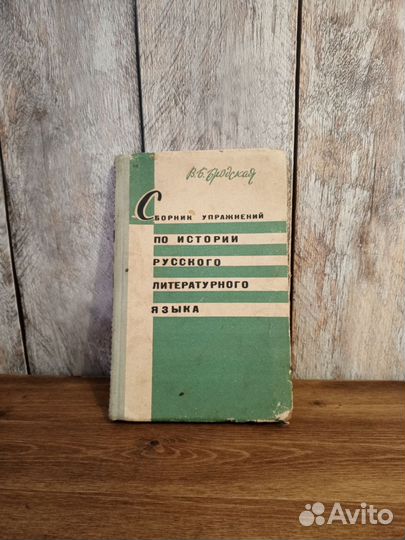 В.Б. Бродская
Сборник упражнений
по истории
русского
литературного
языка
Avito